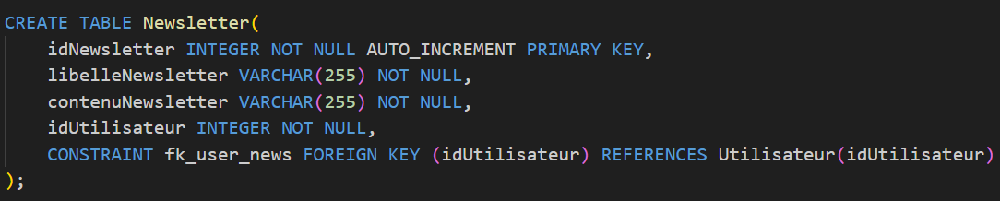 CREATE TABLE Newsletter(
    idNewsletter INTEGER NOT NULL AUTO_INCREMENT PRIMARY KEY,
    libelleNewsletter VARCHAR(255) NOT NULL,
    contenuNewsletter VARCHAR(255) NOT NULL,
    idUtilisateur INTEGER NOT NULL,
    CONSTRAINT fk_user_news FOREIGN KEY (idUtilisateur) REFERENCES Utilisateur(idUtilisateur)
);